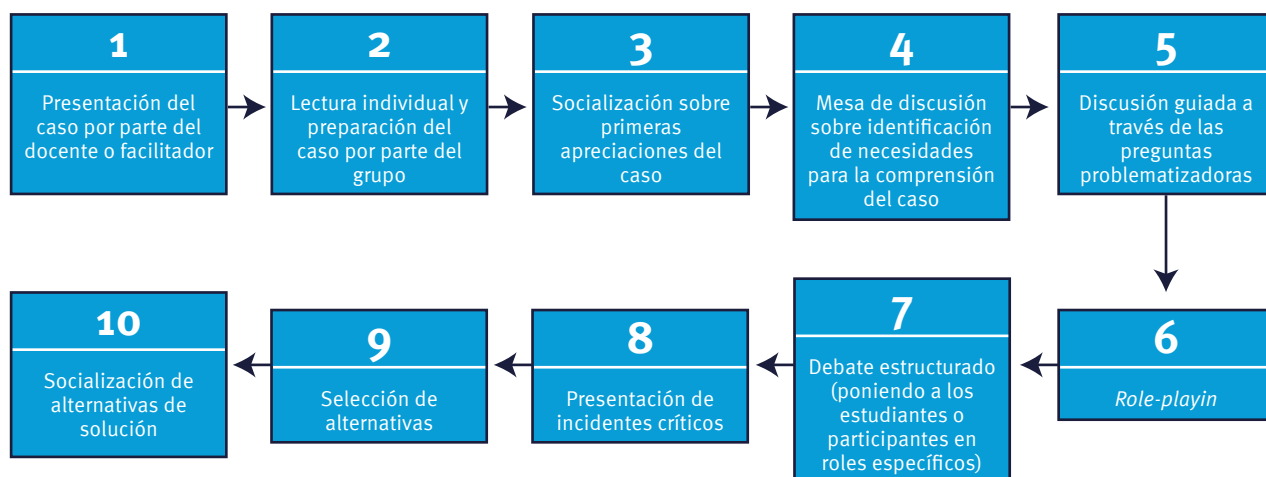 1
Presentación del
caso por parte del
docente o facilitador
2
Lectura individual y
preparación del
caso por parte del
grupo
3
Socialización sobre
primeras
apreciaciones del
caso
4
Mesa de discusión
sobre identificación
de necesidades
para la comprensión
del caso
5
Discusión guiada a
través de las
preguntas
problematizadoras
6
Role-playin
7
Debate estructurado
(poniendo a los
estudiantes o
participantes en
roles específicos)
8
Presentación de
incidentes críticos
9
Selección de
alternativas
10
Socialización de
alternativas de
solución